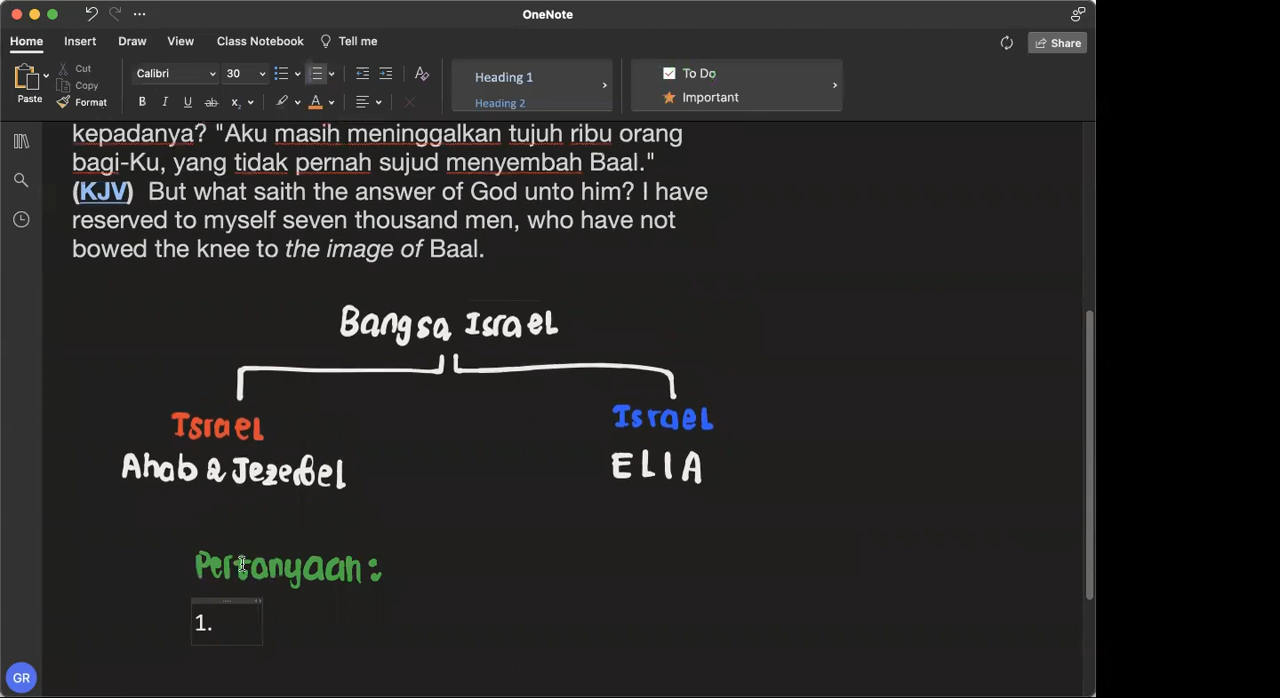 OneNote
Home Insert Draw View Class Notebook Tell me
Share
Paste
Cut
Copy
Format
Calibri 30
B I U ab x₂ A
Heading 1
Heading 2
To Do
Important
kepadanya? "Aku masih meninggalkan tujuh ribu orang
bagi-Ku, yang tidak pernah sujud menyembah Baal."
(KJV) But what saith the answer of God unto him? I have
reserved to myself seven thousand men, who have not
bowed the knee to the image of Baal.
Bangsa Israel
Israel Israel
Ahab & Jezebel ELIA
Pertanyaan:
1.
GR